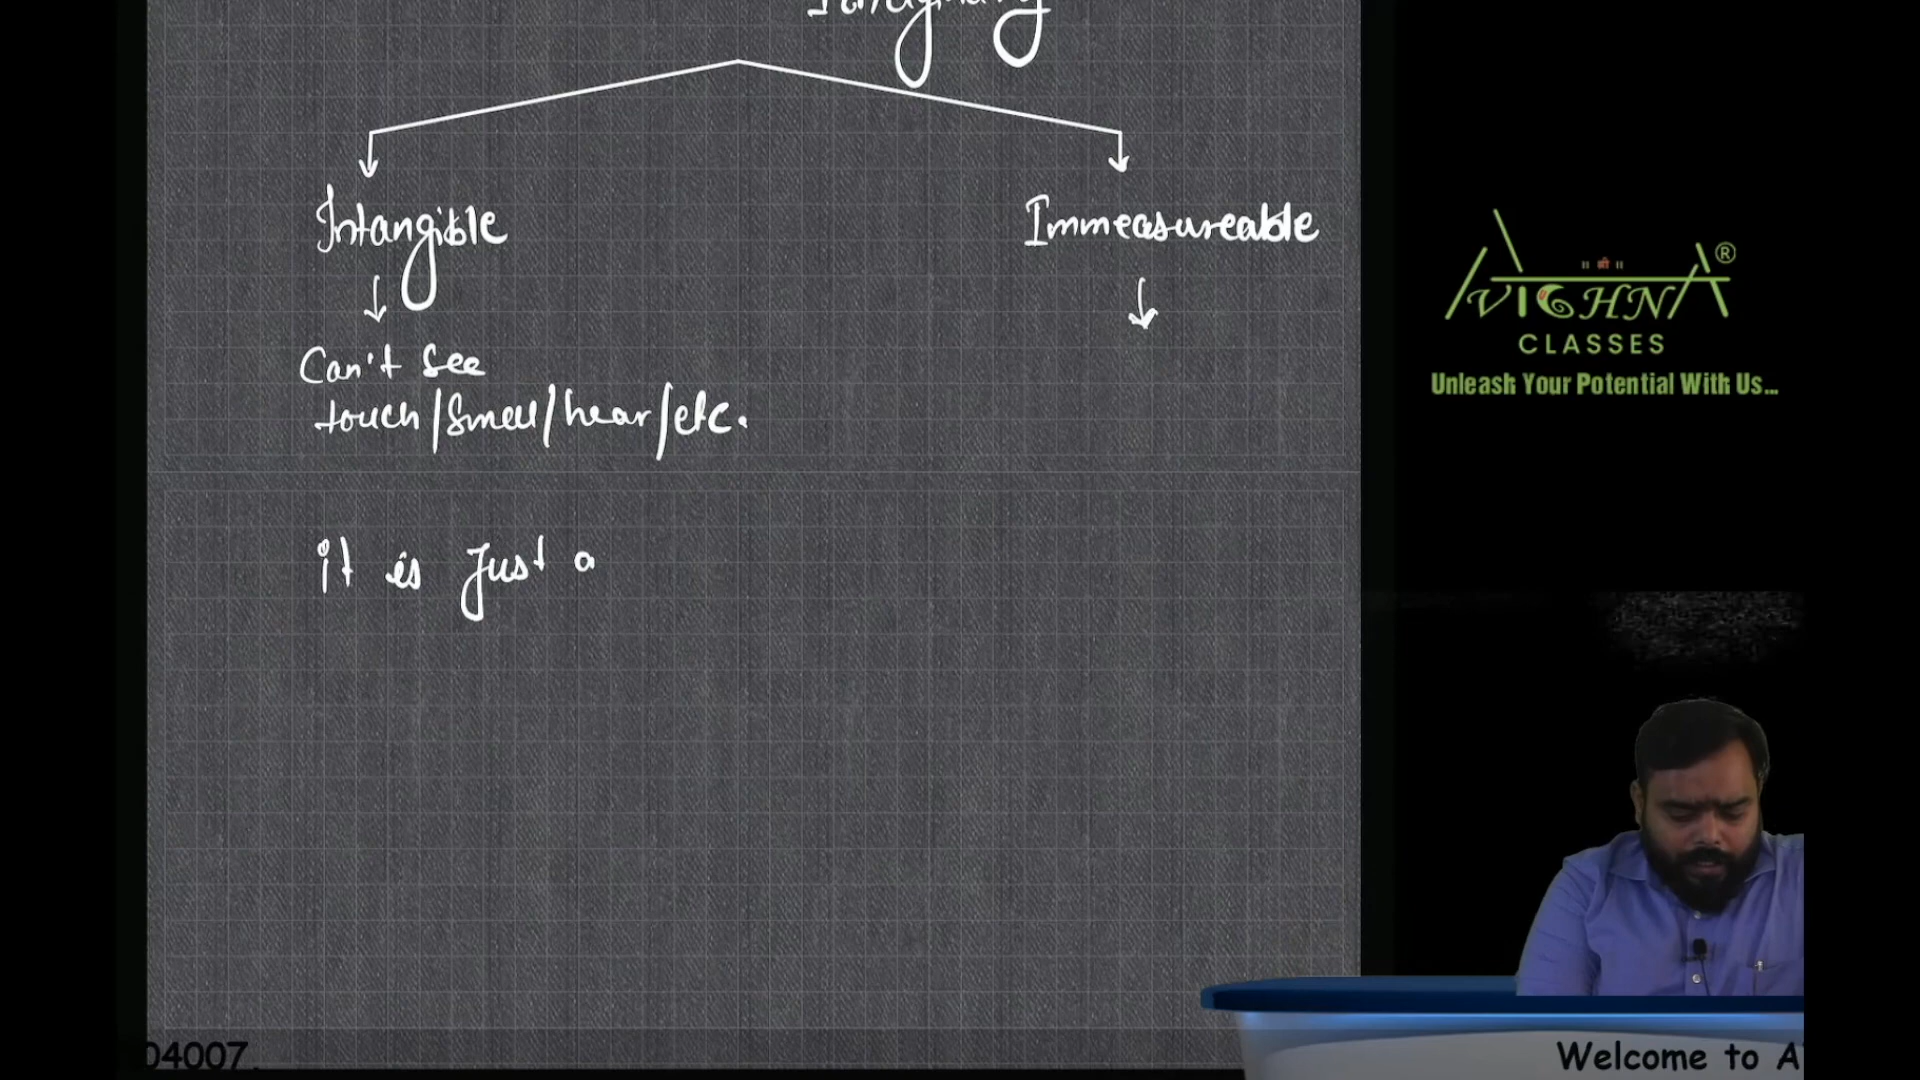 Imaginary
Intangible
Immeasureable
Can't See
touch/Smell/hear/etc.
it is Just a
|| श्री ||
AVIGHNA®
CLASSES
Unleash Your Potential With Us...
04007.
Welcome to A